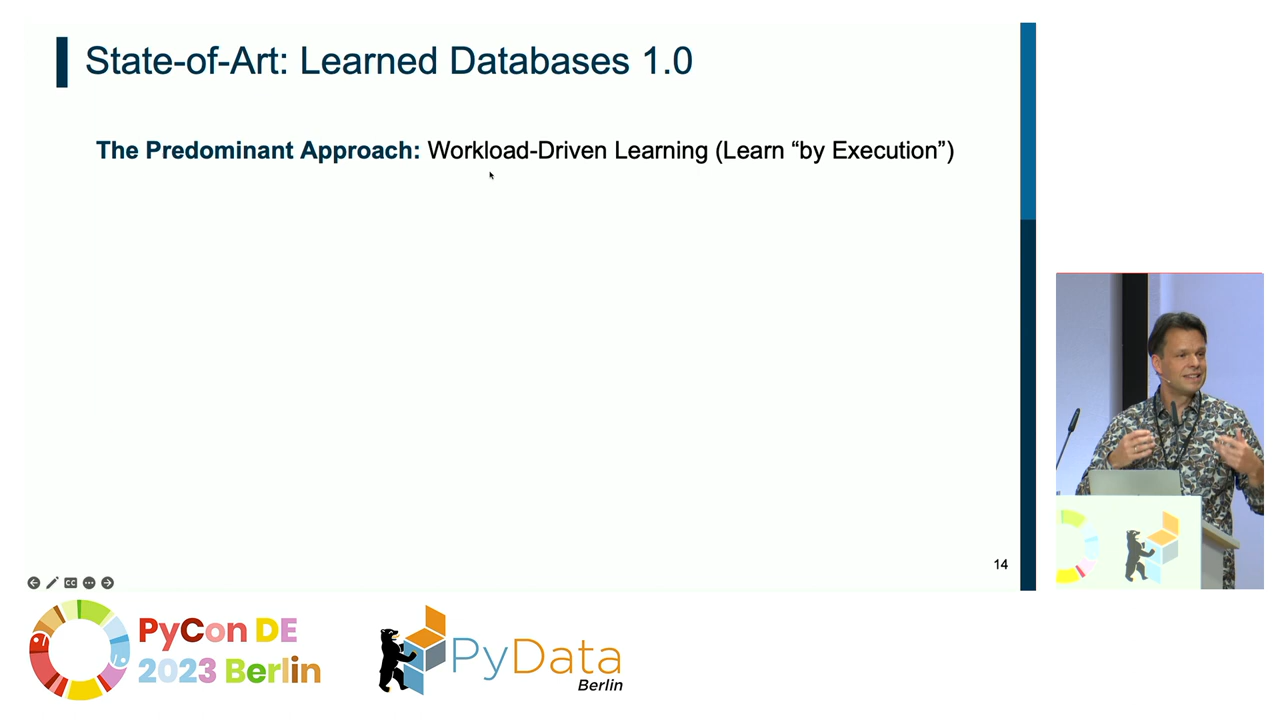 State-of-Art: Learned Databases 1.0
The Predominant Approach: Workload-Driven Learning (Learn “by Execution”)
14
CC
PyCon DE
2023 Berlin
PyData
Berlin